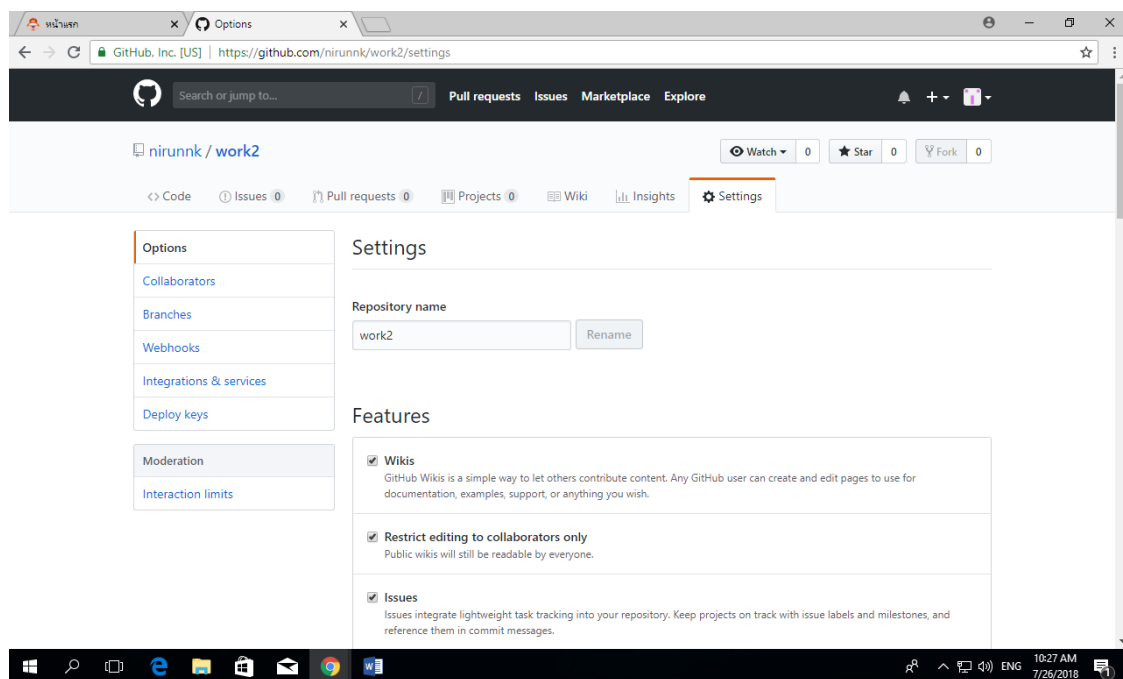 หน้าแรก
Options
GitHub, Inc. [US] | https://github.com/nirunnk/work2/settings
Search or jump to...
/
Pull requests Issues Marketplace Explore
nirunnk / work2
Watch 0 Star 0 Fork 0
Code Issues 0 Pull requests 0 Projects 0 Wiki Insights Settings
Options
Collaborators
Branches
Webhooks
Integrations & services
Deploy keys
Moderation
Interaction limits
Settings
Repository name
work2 Rename
Features
Wikis
GitHub Wikis is a simple way to let others contribute content. Any GitHub user can create and edit pages to use for
documentation, examples, support, or anything you wish.
Restrict editing to collaborators only
Public wikis will still be readable by everyone.
Issues
Issues integrate lightweight task tracking into your repository. Keep projects on track with issue labels and milestones, and
reference them in commit messages.
ENG
10:27 AM
7/26/2018
1